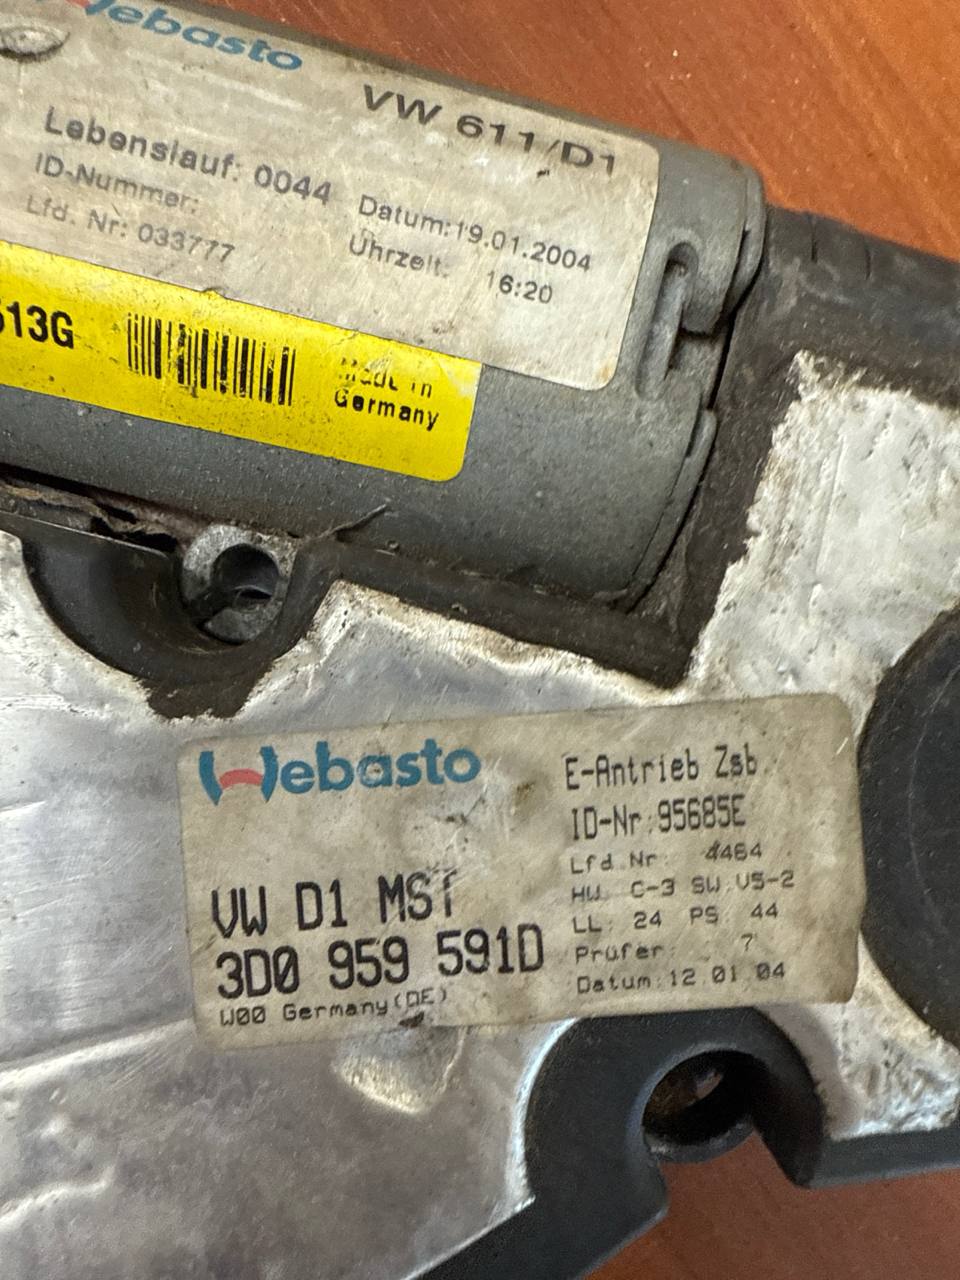 Webasto
VW 611/D1
Lebenslauf: 0044
ID-Nummer:
Datum:19.01.2004
Lfd. Nr: 033777
Uhrzeit: 16:20
513G
Made in
Germany
Webasto
E-Antrieb Zsb
ID-Nr:95685E
Lfd.Nr: 4464
HW: C-3 SW:V5-2
VW D1 MST
LL: 24 PS: 44
3D0 959 591D
Prüfer: 7
Datum:12.01.04
W00 Germany(DE)